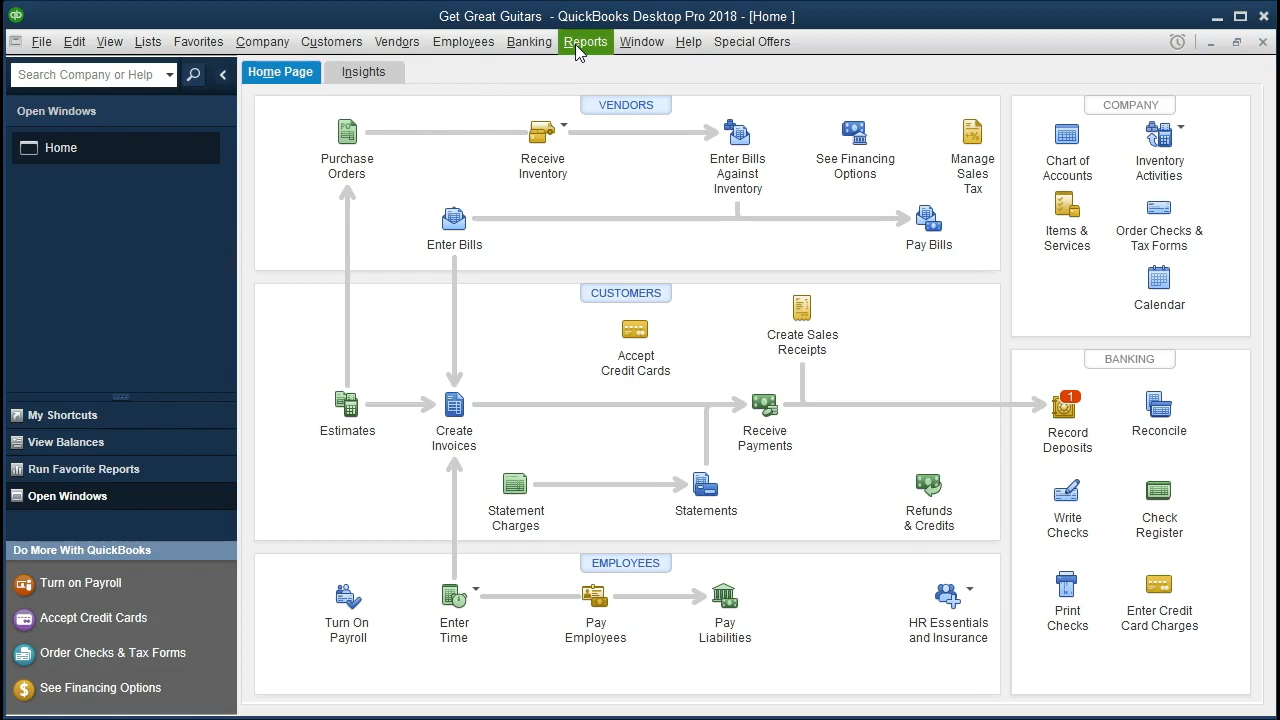 Get Great Guitars - QuickBooks Desktop Pro 2018 - [Home ]
File Edit View Lists Favorites Company Customers Vendors Employees Banking Reports Window Help Special Offers
Search Company or Help
Home Page Insights
Open Windows
Home
VENDORS
PO
Purchase
Orders
Receive
Inventory
Enter Bills
Against
Inventory
See Financing
Options
Manage
Sales
Tax
Enter Bills
Pay Bills
COMPANY
Chart of
Accounts
Inventory
Activities
Items &
Services
Order Checks &
Tax Forms
Calendar
CUSTOMERS
Accept
Credit Cards
Create Sales
Receipts
Estimates
Create
Invoices
Receive
Payments
Statement
Charges
Statements
Refunds
& Credits
BANKING
1
Record
Deposits
Reconcile
Write
Checks
Check
Register
Print
Checks
Enter Credit
Card Charges
EMPLOYEES
Turn On
Payroll
Enter
Time
Pay
Employees
Pay
Liabilities
HR Essentials
and Insurance
My Shortcuts
View Balances
Run Favorite Reports
Open Windows
Do More With QuickBooks
Turn on Payroll
Accept Credit Cards
Order Checks & Tax Forms
See Financing Options